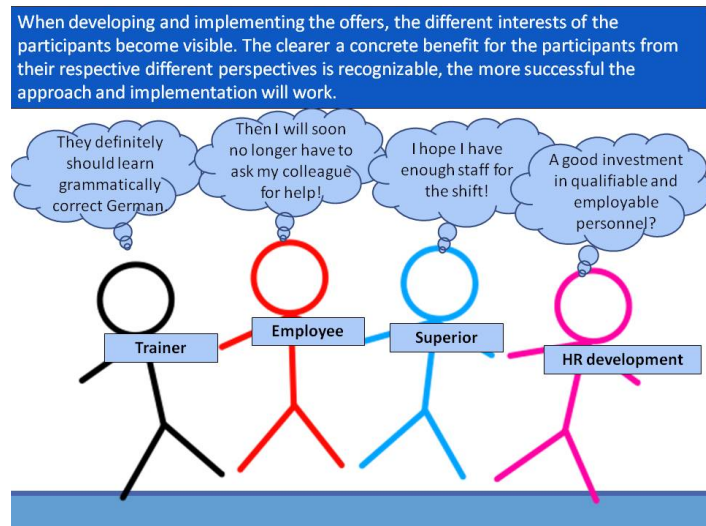 When developing and implementing the offers, the different interests of the
participants become visible. The clearer a concrete benefit for the participants from
their respective different perspectives is recognizable, the more successful the
approach and implementation will work.
They definitely
should learn
grammatically
correct German
Then I will soon
no longer have to
ask my colleague
for help!
I hope I have
enough staff for
the shift!
A good investment
in qualifiable and
employable
personnel?
Trainer
Employee
Superior
HR development